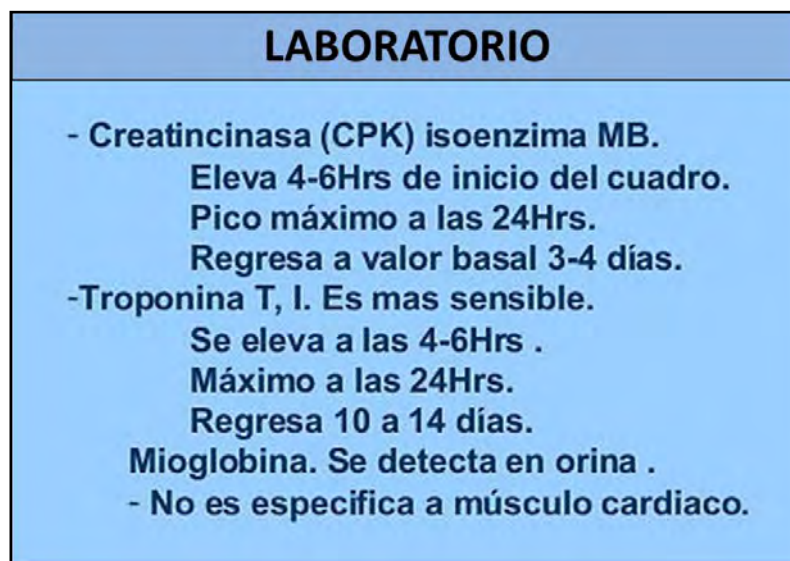 LABORATORIO
- Creatincinasa (CPK) isoenzima MB.
Eleva 4-6Hrs de inicio del cuadro.
Pico máximo a las 24Hrs.
Regresa a valor basal 3-4 días.
-Troponina T, I. Es mas sensible.
Se eleva a las 4-6Hrs .
Máximo a las 24Hrs.
Regresa 10 a 14 días.
Mioglobina. Se detecta en orina .
- No es especifica a músculo cardiaco.